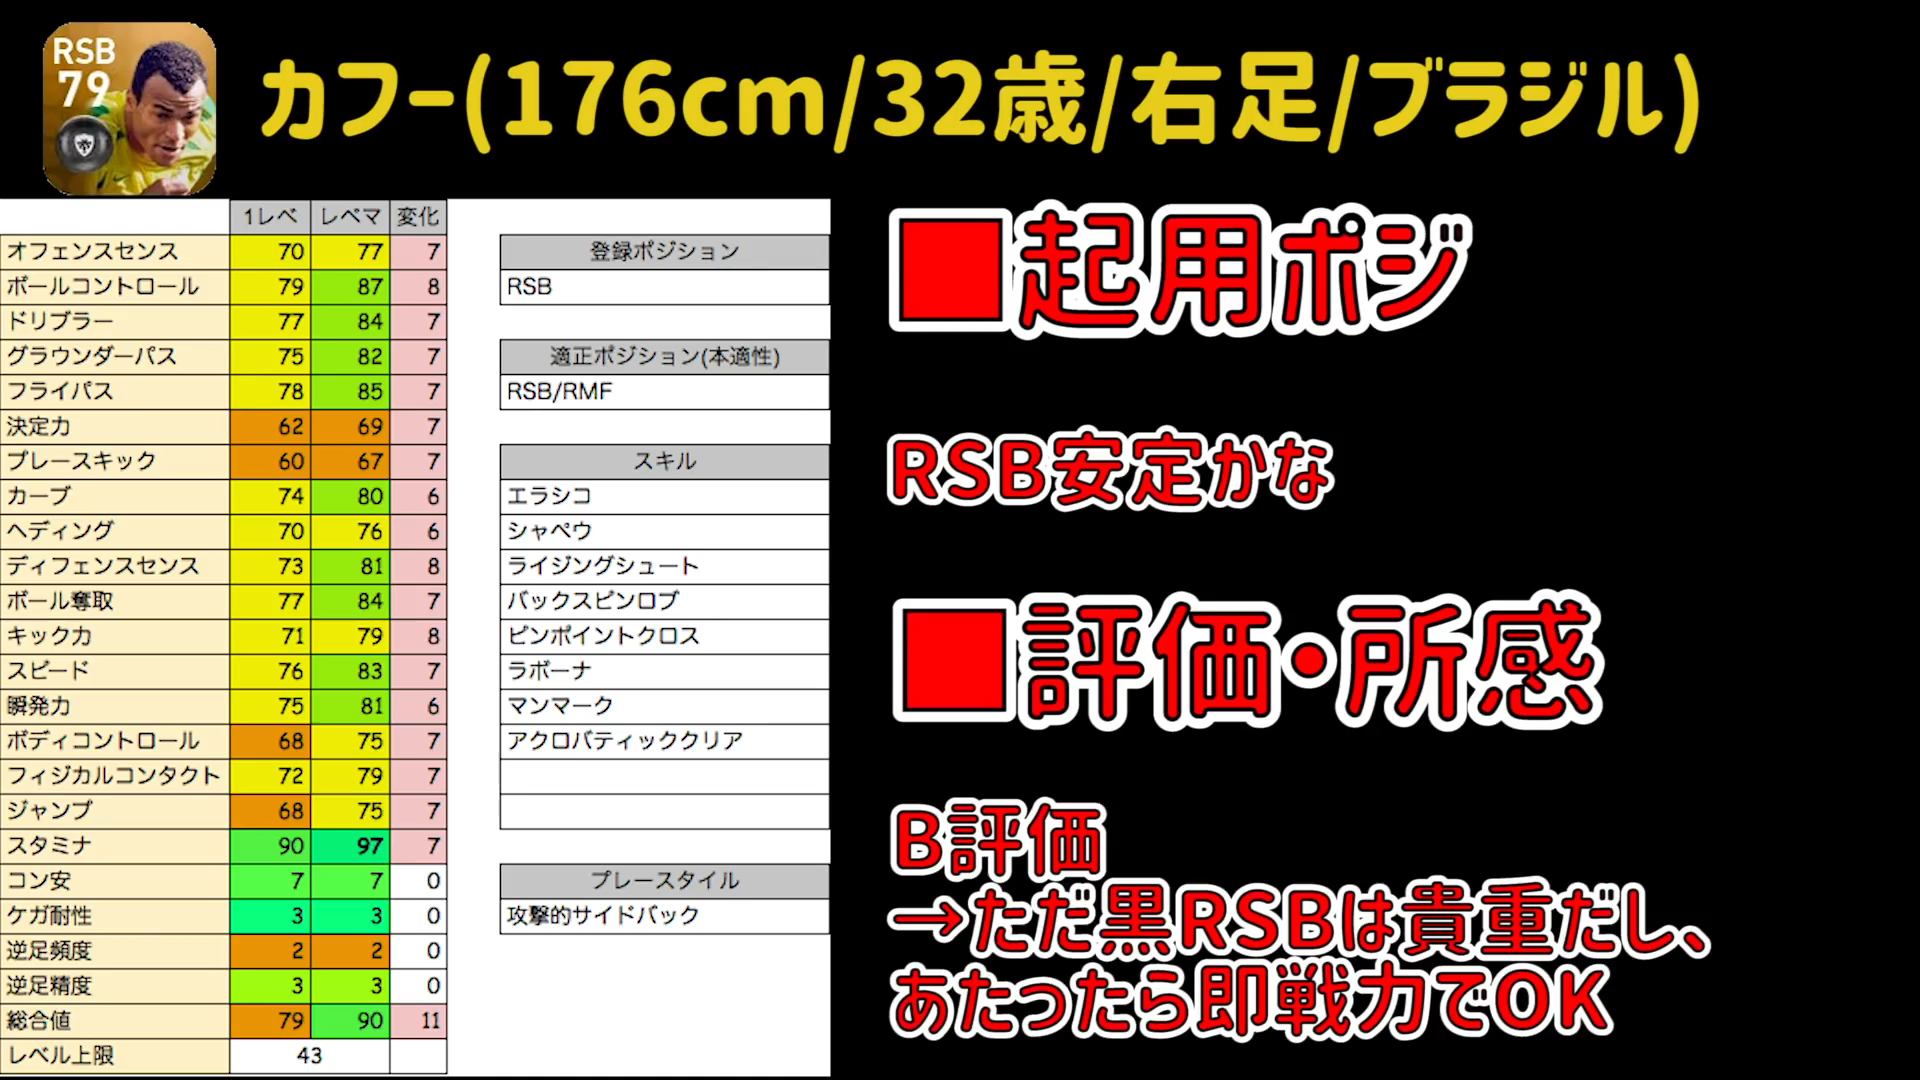 RSB
79
カフー(176cm/32歳/右足/ブラジル)
1レベ レベマ 変化
オフェンスセンス 70 77 7
ボールコントロール 79 87 8
ドリブラー 77 84 7
グラウンダーパス 75 82 7
フライパス 78 85 7
決定力 62 69 7
プレースキック 60 67 7
カーブ 74 80 6
ヘディング 70 76 6
ディフェンスセンス 73 81 8
ボール奪取 77 84 7
キック力 71 79 8
スピード 76 83 7
瞬発力 75 81 6
ボディコントロール 68 75 7
フィジカルコンタクト 72 79 7
ジャンプ 68 75 7
スタミナ 90 97 7
コン安 7 7 0
ケガ耐性 3 3 0
逆足頻度 2 2 0
逆足精度 3 3 0
総合値 79 90 11
レベル上限 43
登録ポジション
RSB
適正ポジション(本適性)
RSB/RMF
スキル
エラシコ
シャペウ
ライジングシュート
バックスピンロブ
ピンポイントクロス
ラボーナ
マンマーク
アクロバティッククリア
プレースタイル
攻撃的サイドバック
■起用ポジ
RSB安定かな
■評価・所感
B評価
→ただ黒RSBは貴重だし、
あたったら即戦力でOK